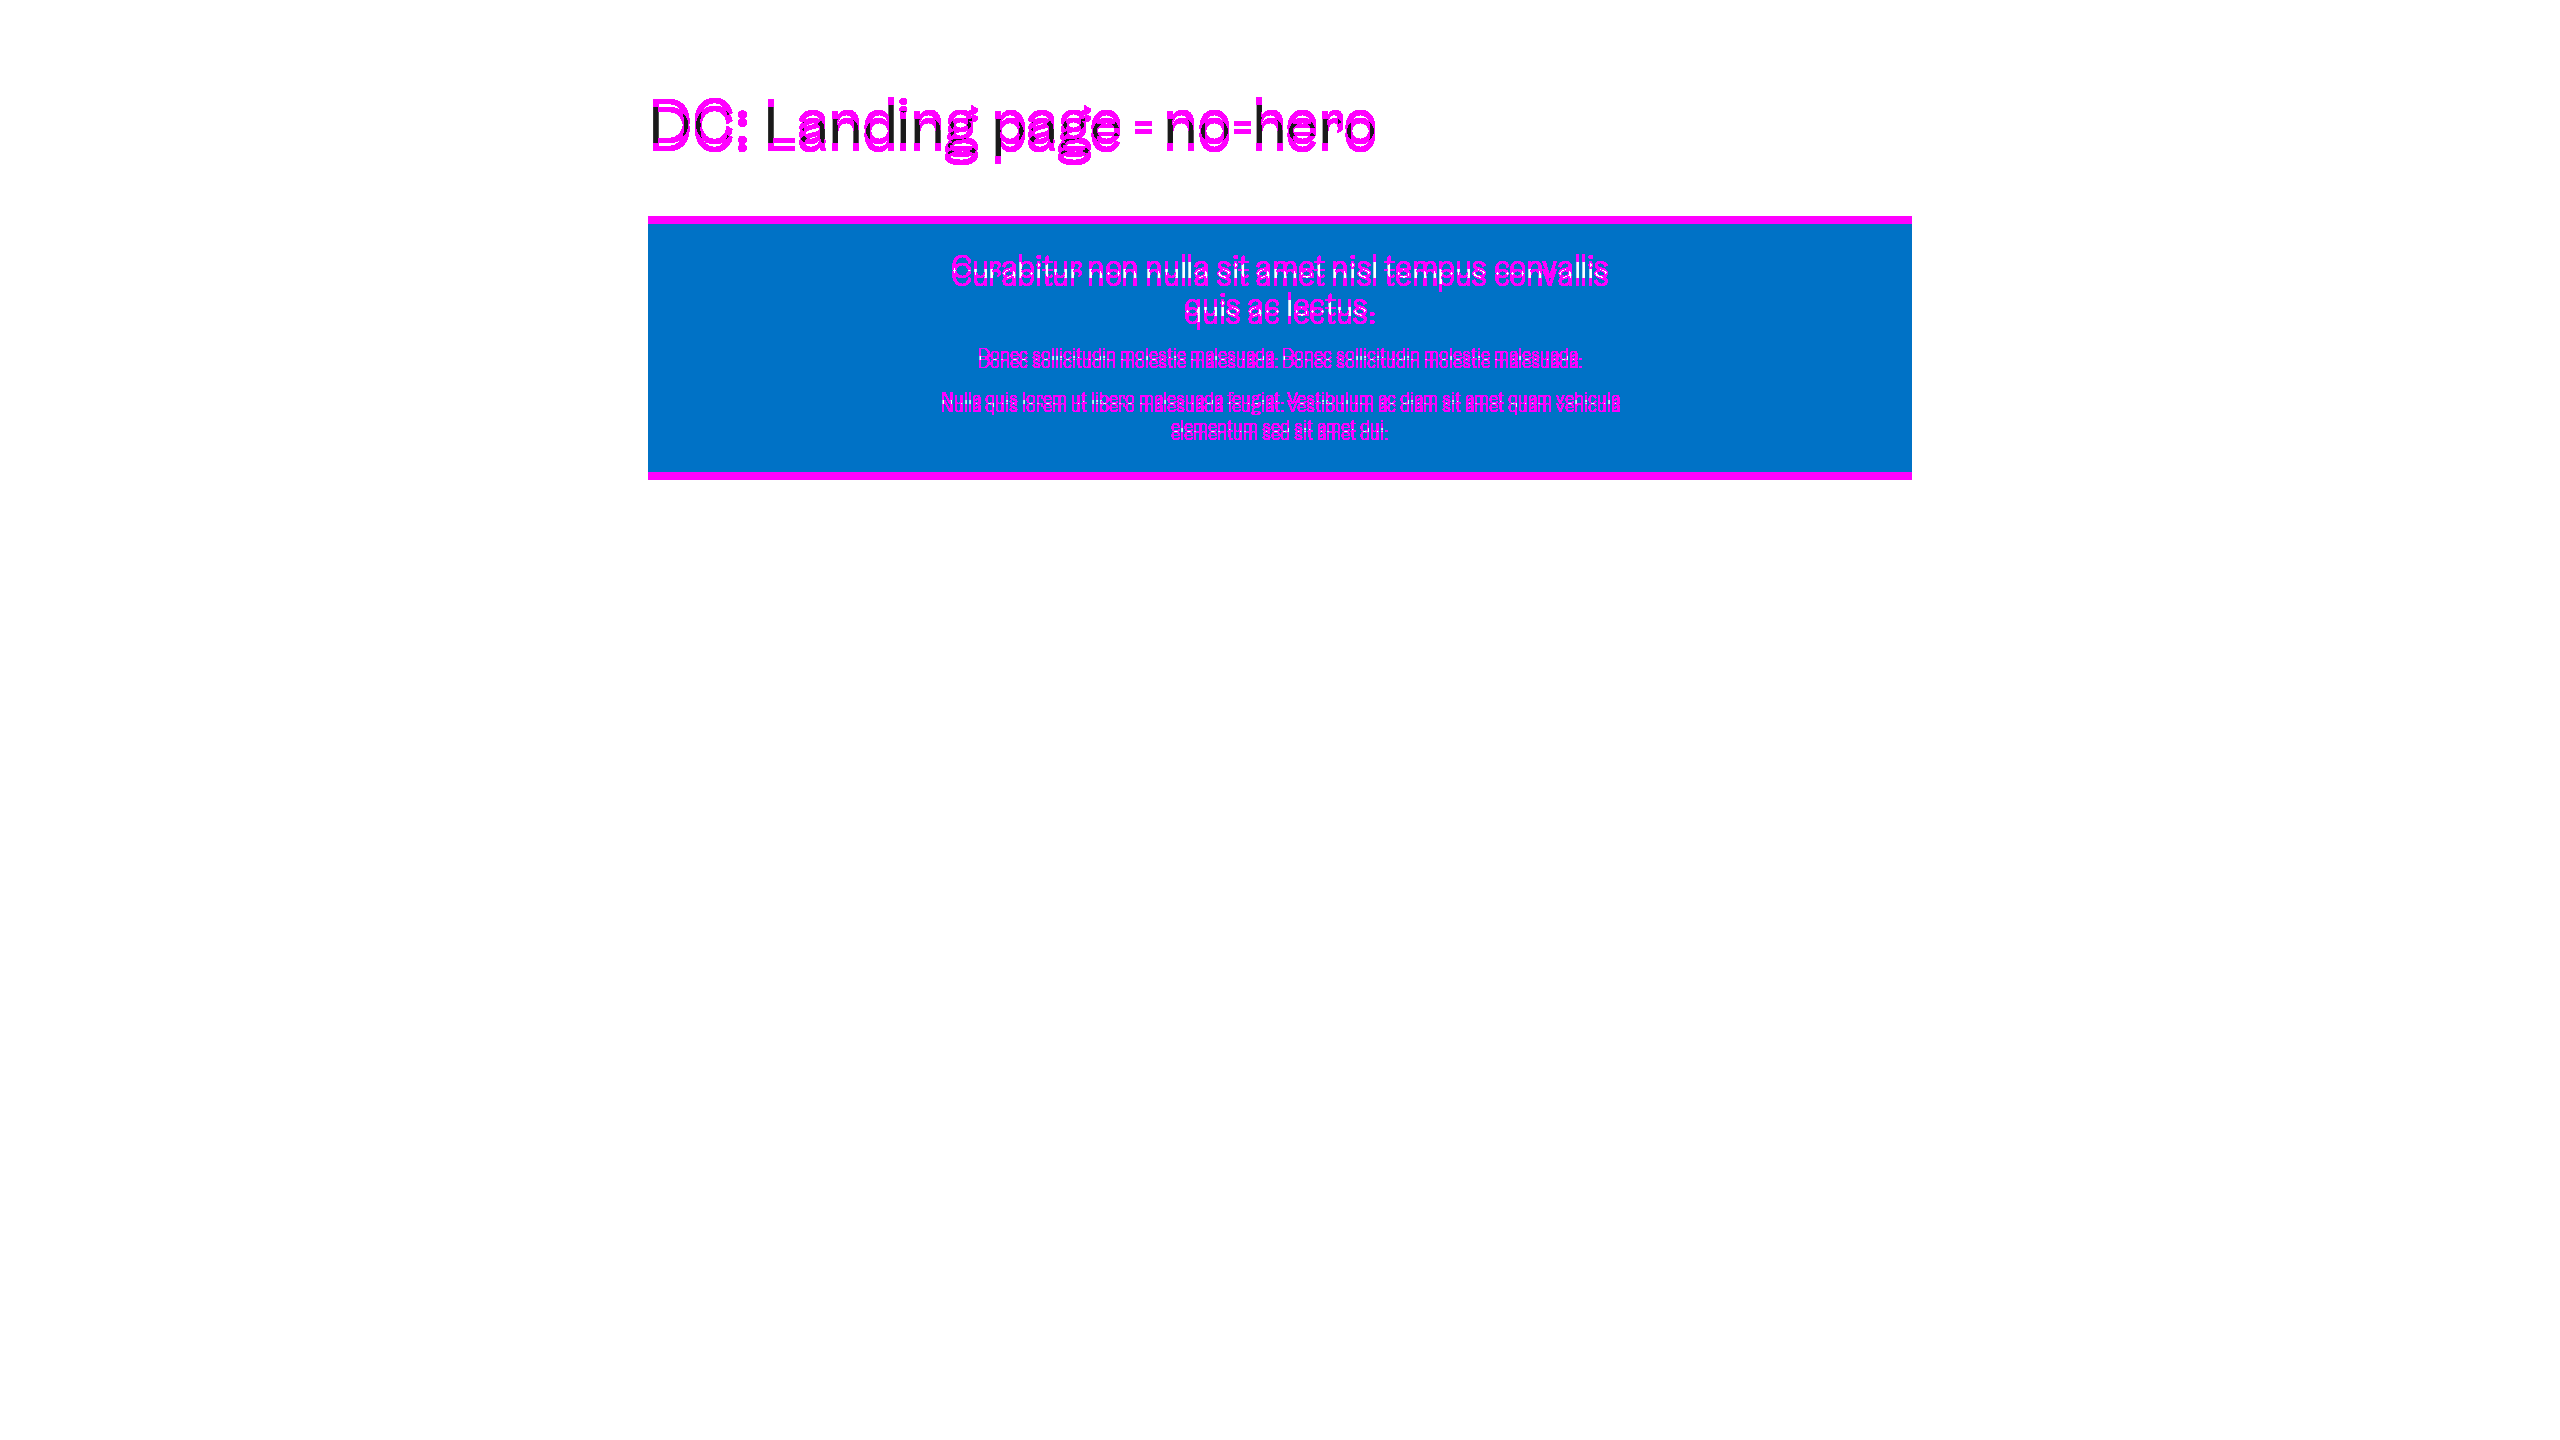 DC: Landing page - no-hero
Curabitur non nulla sit amet nisl tempus convallis
quis ac lectus.
Donec sollicitudin molestie malesuada. Donec sollicitudin molestie malesuada.
Nulla quis lorem ut libero malesuada feugiat. Vestibulum ac diam sit amet quam vehicula
elementum sed sit amet dui.